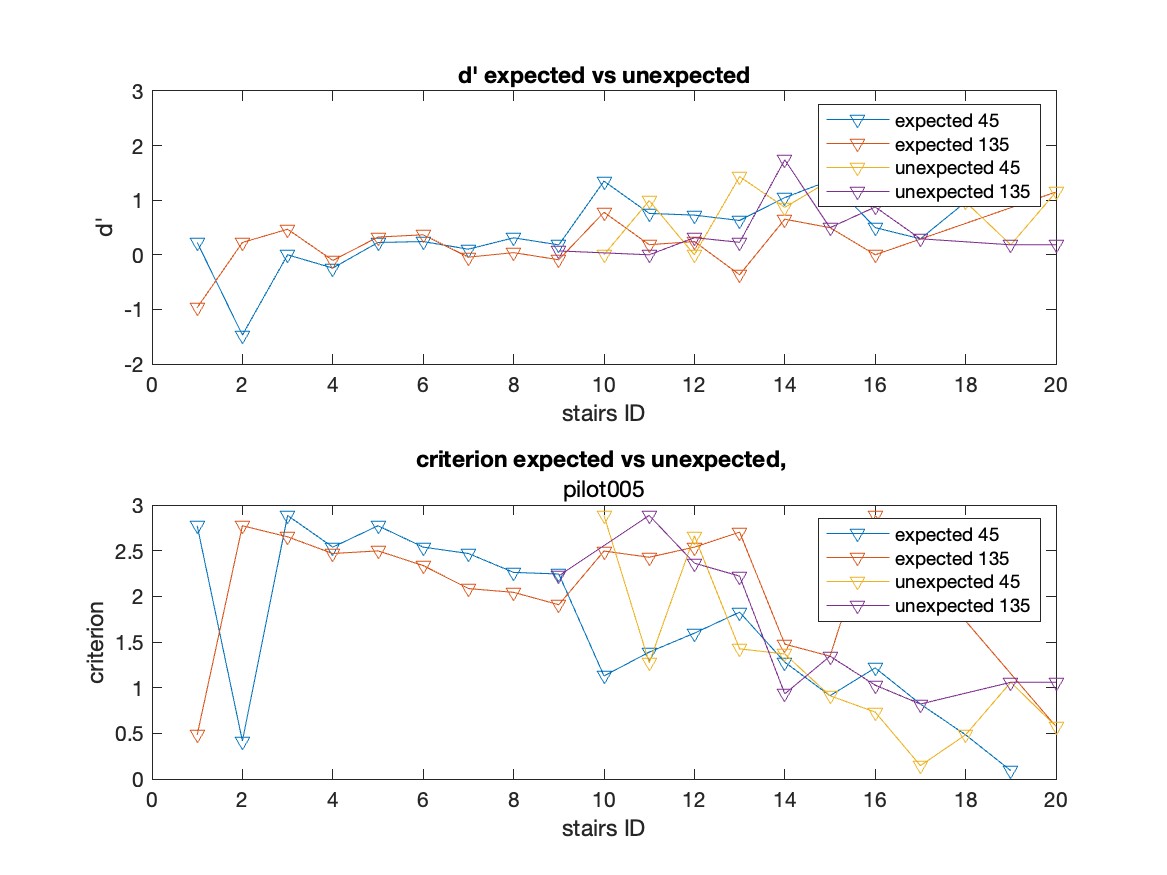 d' expected vs unexpected
3
2
1
0
-1
-2
d'
expected 45
expected 135
unexpected 45
unexpected 135
0 2 4 6 8 10 12 14 16 18 20
stairs ID
criterion expected vs unexpected,
pilot005
3
2.5
2
1.5
1
0.5
0
criterion
expected 45
expected 135
unexpected 45
unexpected 135
0 2 4 6 8 10 12 14 16 18 20
stairs ID